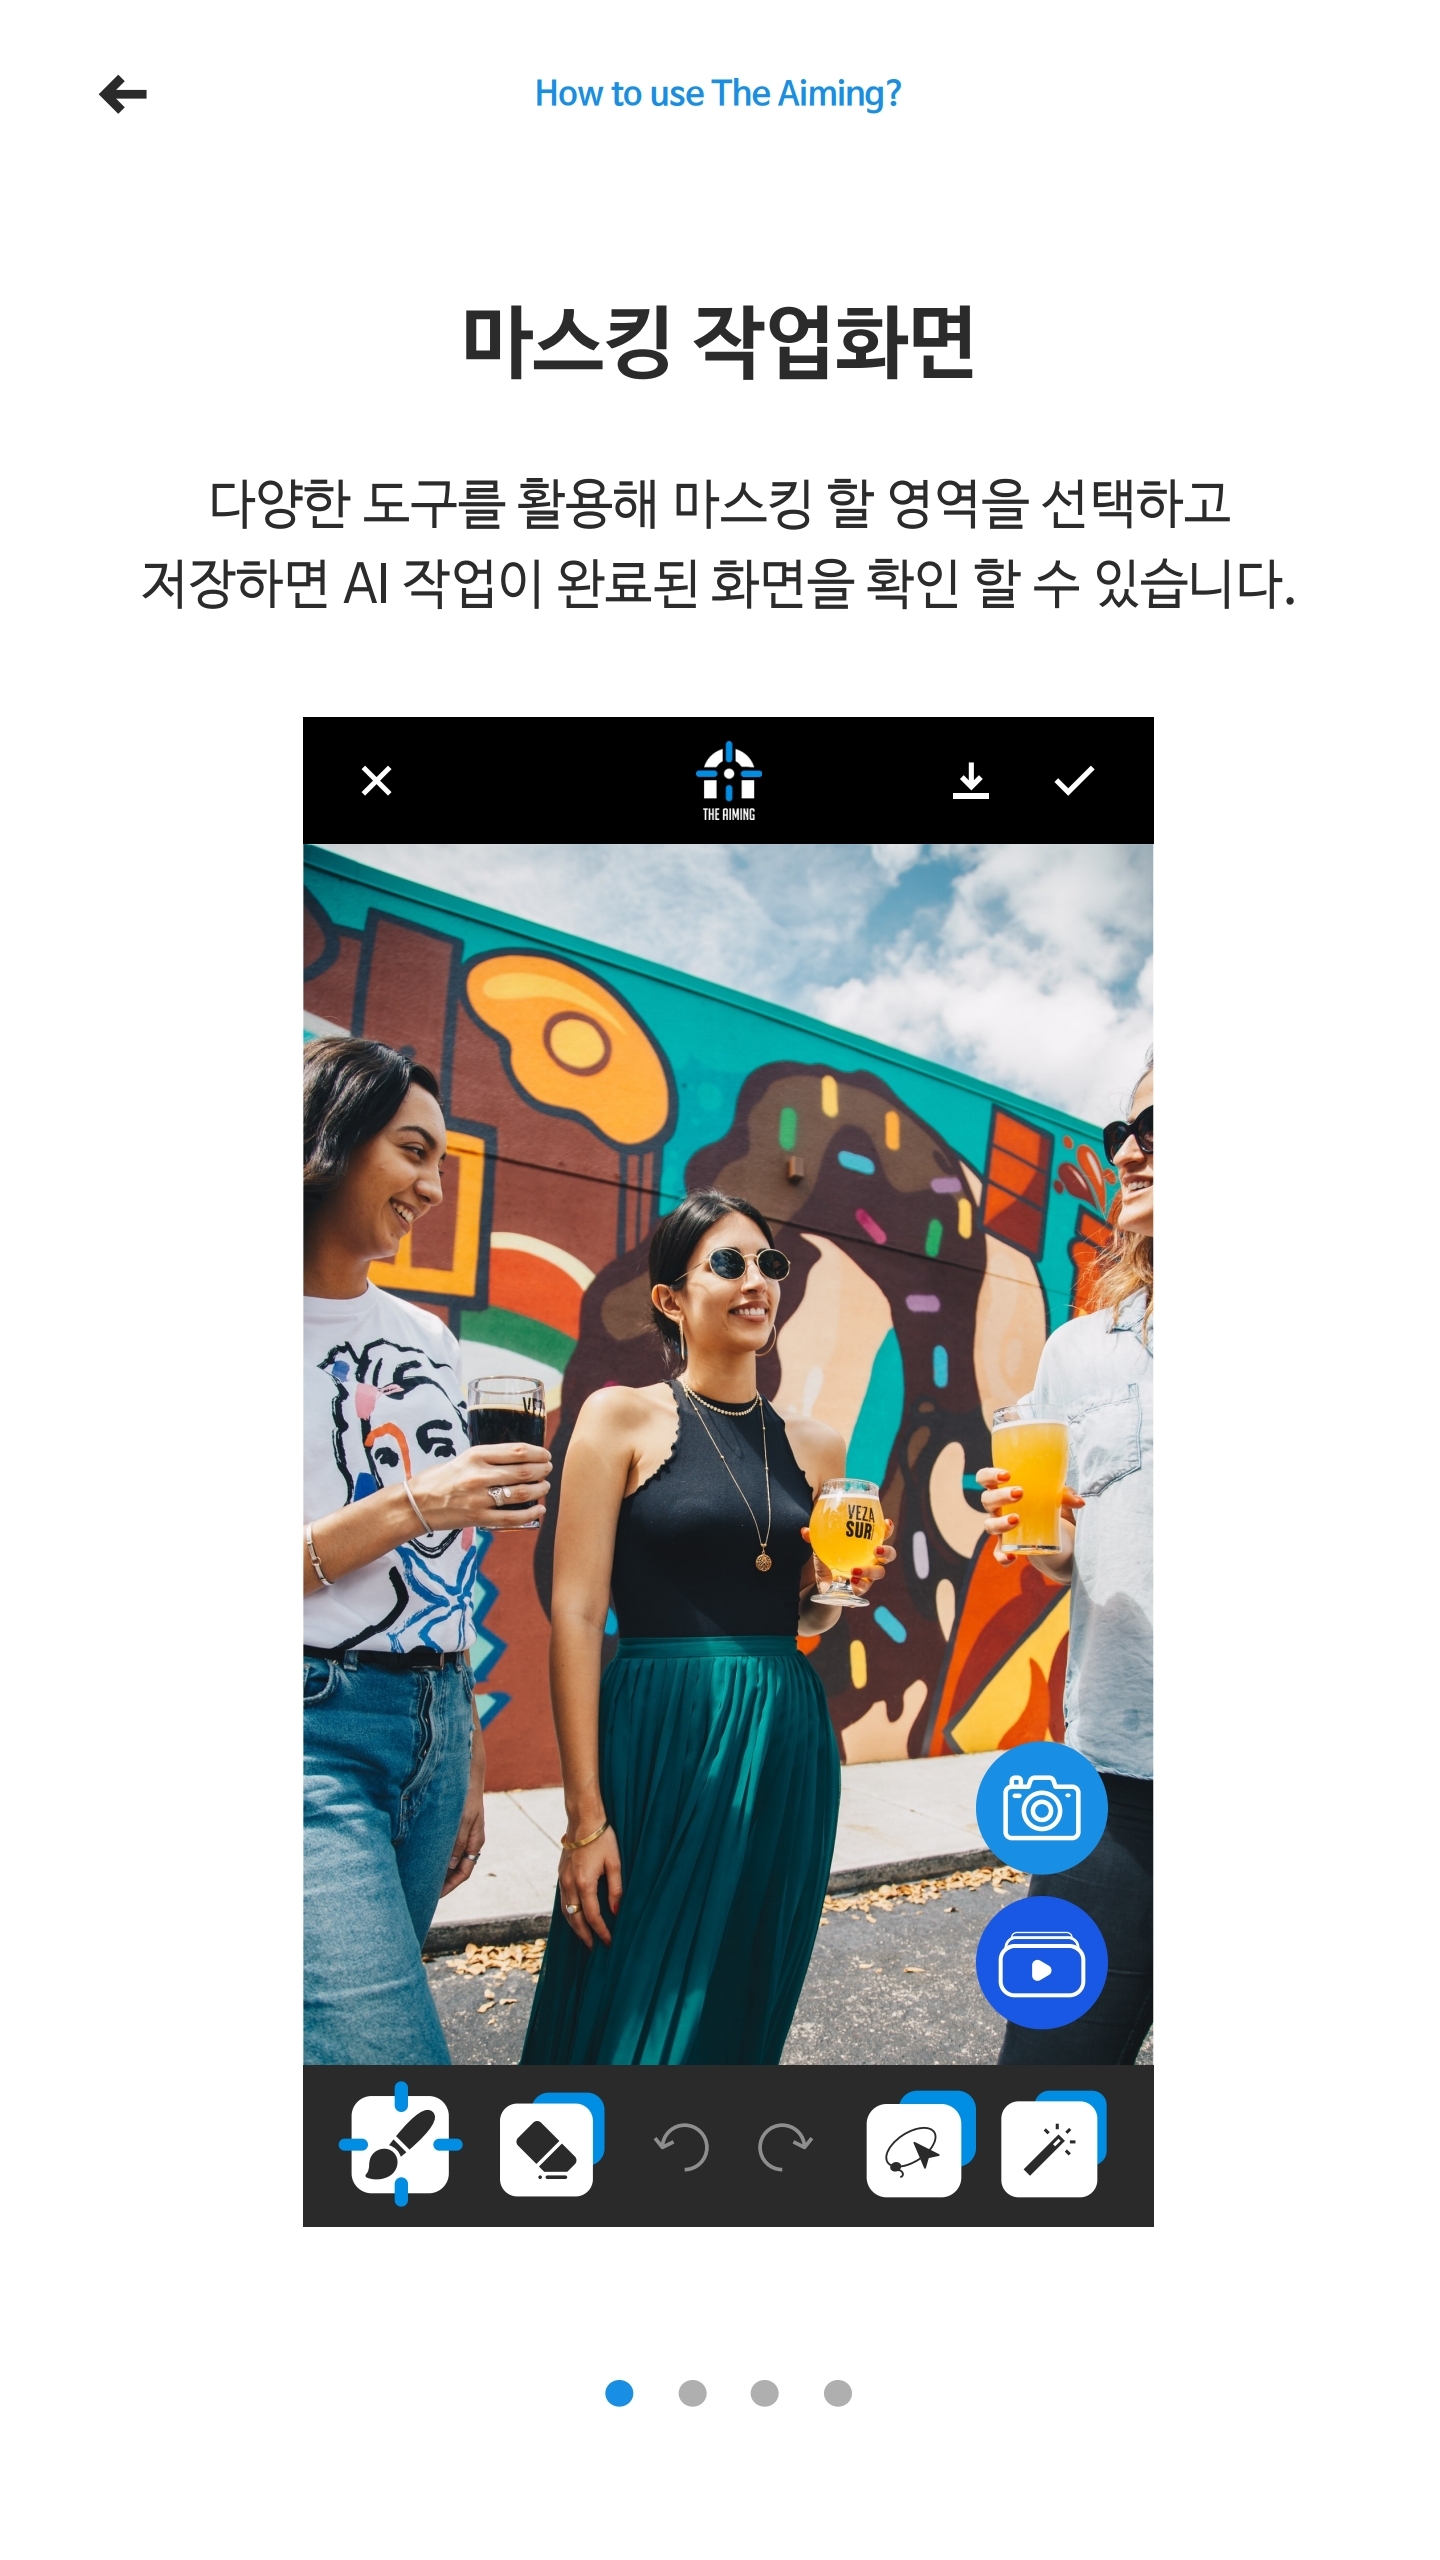 How to use The Aiming?
마스킹 작업화면
다양한 도구를 활용해 마스킹 할 영역을 선택하고
저장하면 AI 작업이 완료된 화면을 확인 할 수 있습니다.
THE AIMING
VEZA
SUR